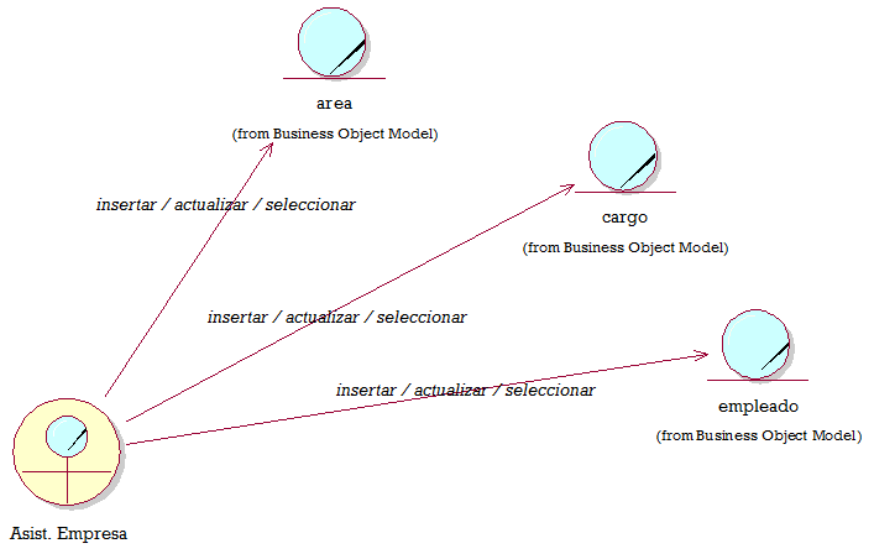 area
(from Business Object Model)
insertar / actualizar / seleccionar
cargo
(from Business Object Model)
insertar / actualizar / seleccionar
insertar / actualizar / seleccionar
empleado
(from Business Object Model)
Asist. Empresa